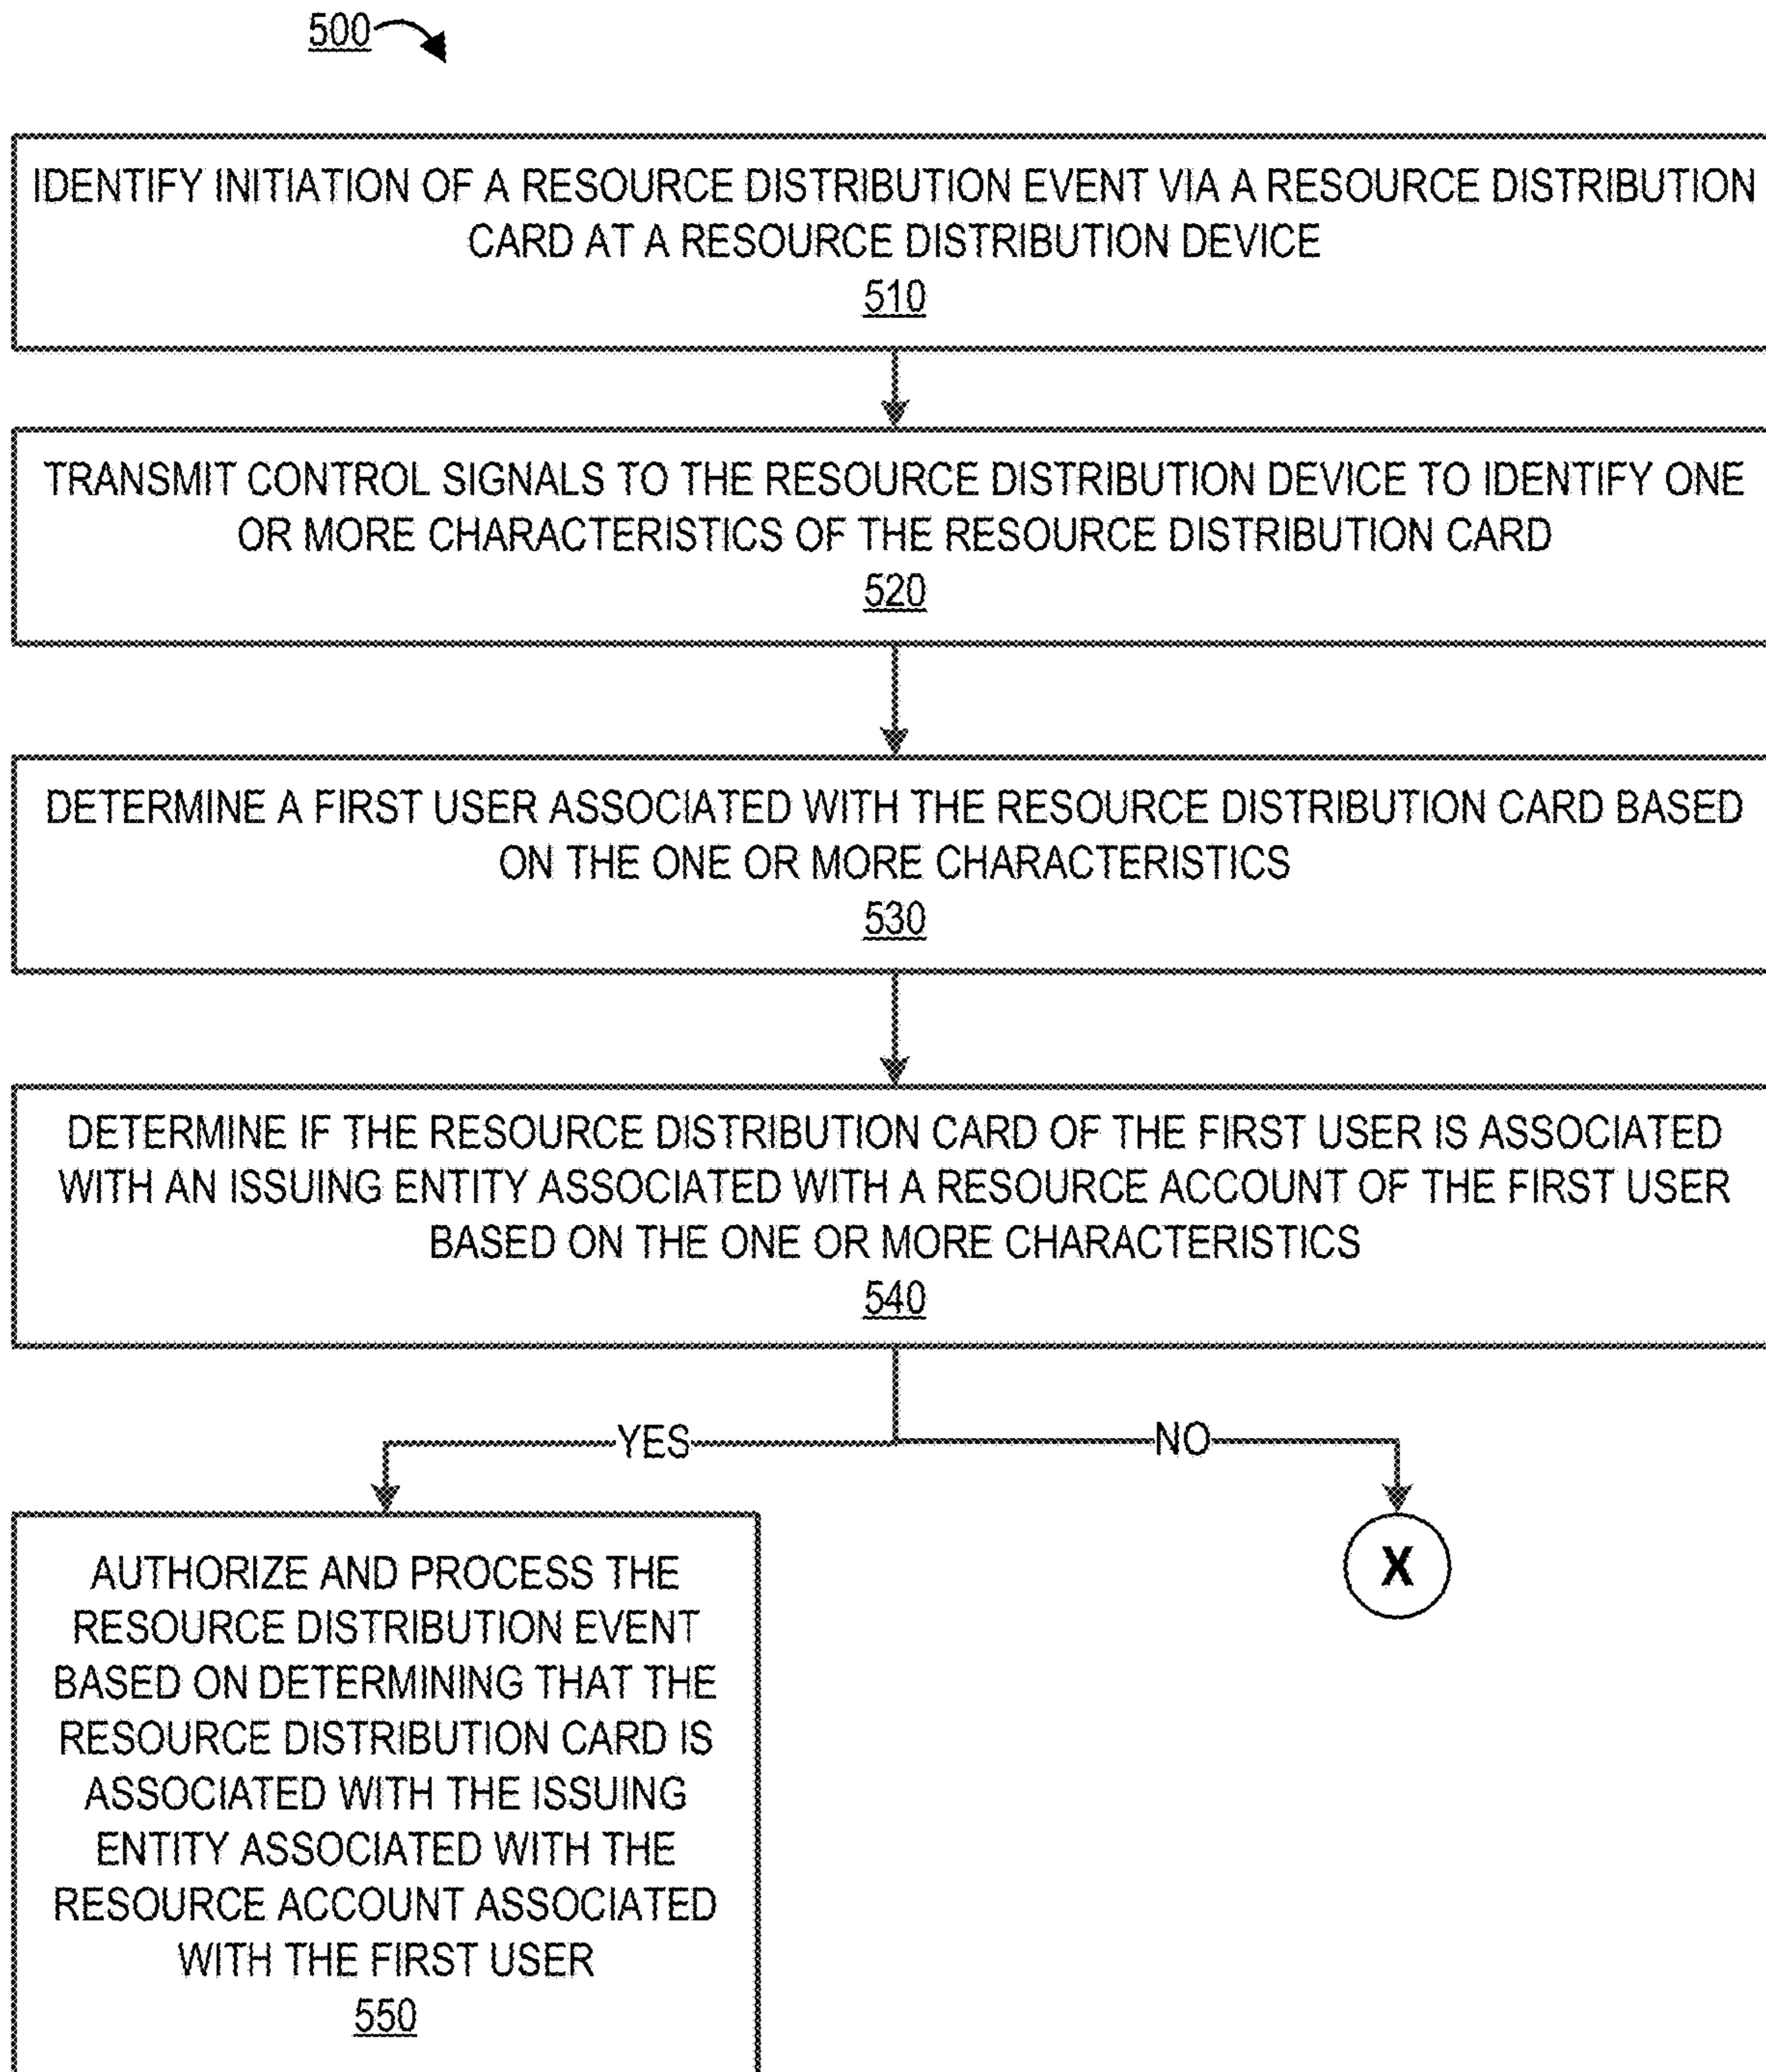 500
IDENTIFY INITIATION OF A RESOURCE DISTRIBUTION EVENT VIA A RESOURCE DISTRIBUTION
CARD AT A RESOURCE DISTRIBUTION DEVICE
510
TRANSMIT CONTROL SIGNALS TO THE RESOURCE DISTRIBUTION DEVICE TO IDENTIFY ONE
OR MORE CHARACTERISTICS OF THE RESOURCE DISTRIBUTION CARD
520
DETERMINE A FIRST USER ASSOCIATED WITH THE RESOURCE DISTRIBUTION CARD BASED
ON THE ONE OR MORE CHARACTERISTICS
530
DETERMINE IF THE RESOURCE DISTRIBUTION CARD OF THE FIRST USER IS ASSOCIATED
WITH AN ISSUING ENTITY ASSOCIATED WITH A RESOURCE ACCOUNT OF THE FIRST USER
BASED ON THE ONE OR MORE CHARACTERISTICS
540
YES
NO
X
AUTHORIZE AND PROCESS THE
RESOURCE DISTRIBUTION EVENT
BASED ON DETERMINING THAT THE
RESOURCE DISTRIBUTION CARD IS
ASSOCIATED WITH THE ISSUING
ENTITY ASSOCIATED WITH THE
RESOURCE ACCOUNT ASSOCIATED
WITH THE FIRST USER
550